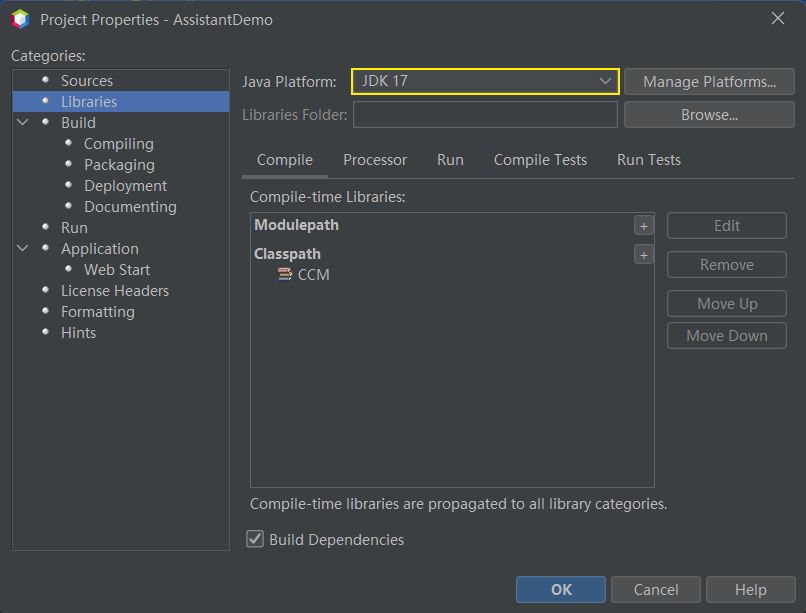 Project Properties - AssistantDemo
Categories:
Sources
Libraries
Build
Compiling
Packaging
Deployment
Documenting
Run
Application
Web Start
License Headers
Formatting
Hints
Java Platform: JDK 17 Manage Platforms...
Libraries Folder: Browse...
Compile Processor Run Compile Tests Run Tests
Compile-time Libraries:
Modulepath +
Classpath +
CCM
Edit
Remove
Move Up
Move Down
Compile-time libraries are propagated to all library categories.
Build Dependencies
OK Cancel Help